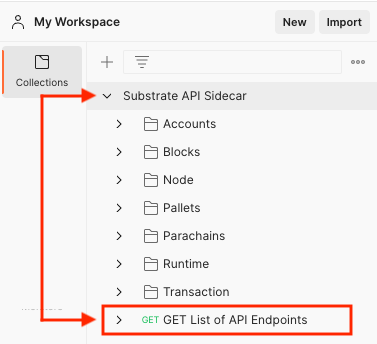 My Workspace
New
Import
Collections
Substrate API Sidecar
Accounts
Blocks
Node
Pallets
Parachains
Runtime
Transaction
GET GET List of API Endpoints